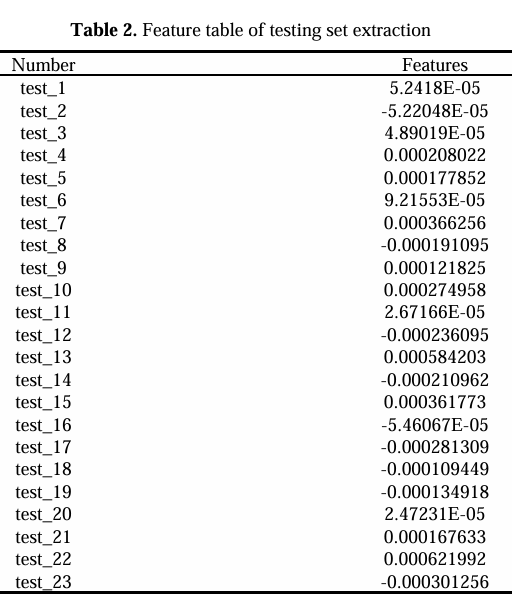 Table 2. Feature table of testing set extraction
Number Features
test_1 5.2418E-05
test_2 -5.22048E-05
test_3 4.89019E-05
test_4 0.000208022
test_5 0.000177852
test_6 9.21553E-05
test_7 0.000366256
test_8 -0.000191095
test_9 0.000121825
test_10 0.000274958
test_11 2.67166E-05
test_12 -0.000236095
test_13 0.000584203
test_14 -0.000210962
test_15 0.000361773
test_16 -5.46067E-05
test_17 -0.000281309
test_18 -0.000109449
test_19 -0.000134918
test_20 2.47231E-05
test_21 0.000167633
test_22 0.000621992
test_23 -0.000301256